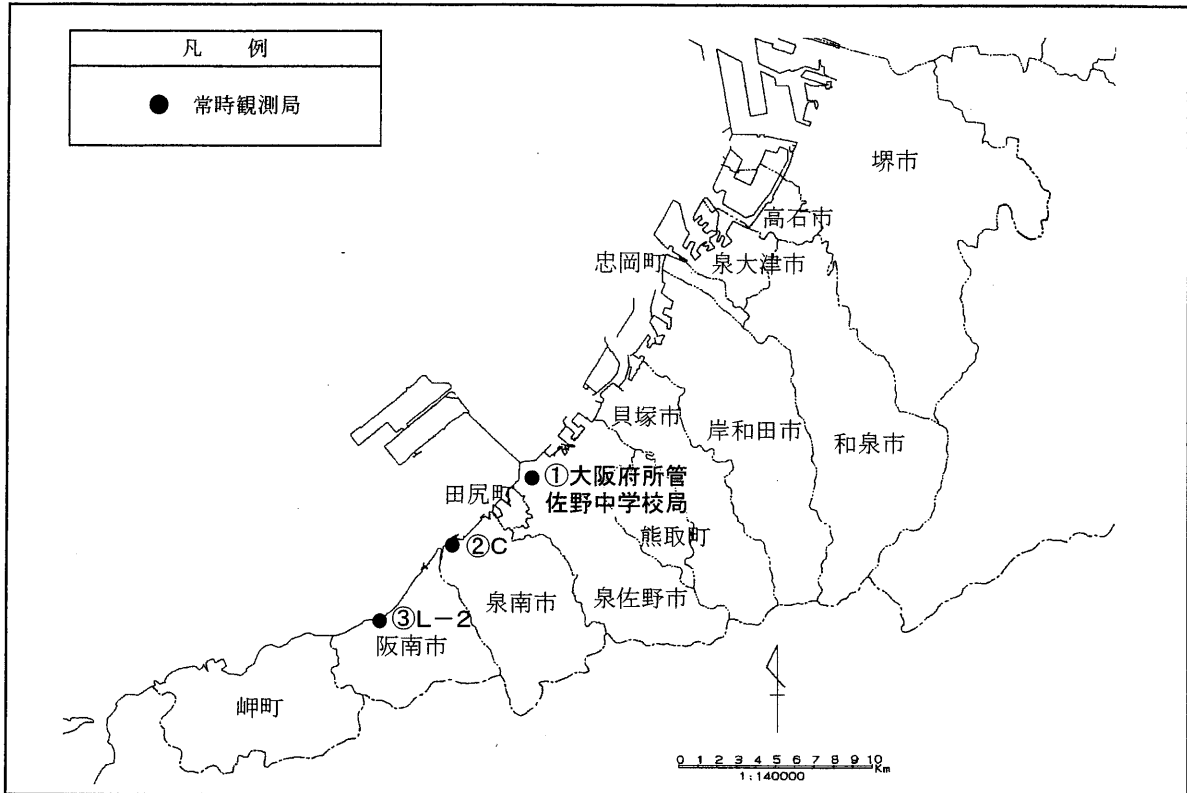 凡 例
● 常時観測局
堺市
高石市
忠岡町
泉大津市
貝塚市
岸和田市
和泉市
①大阪府所管
佐野中学校局
田尻町
熊取町
②C
泉南市
泉佐野市
③L-2
阪南市
岬町
0 1 2 3 4 5 6 7 8 9 10
Km
1:140000